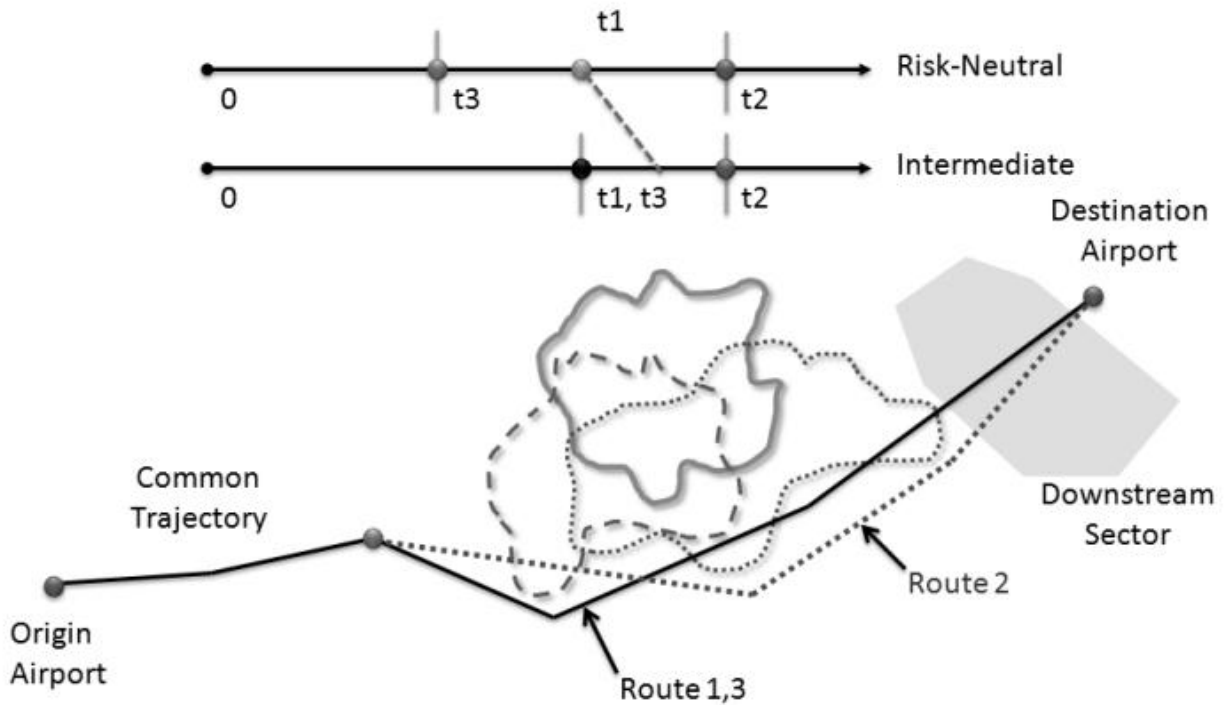 t1
Risk-Neutral
0
t3
t2
Intermediate
0
t1, t3
t2
Destination
Airport
Common
Trajectory
Downstream
Sector
Route 2
Origin
Airport
Route 1,3